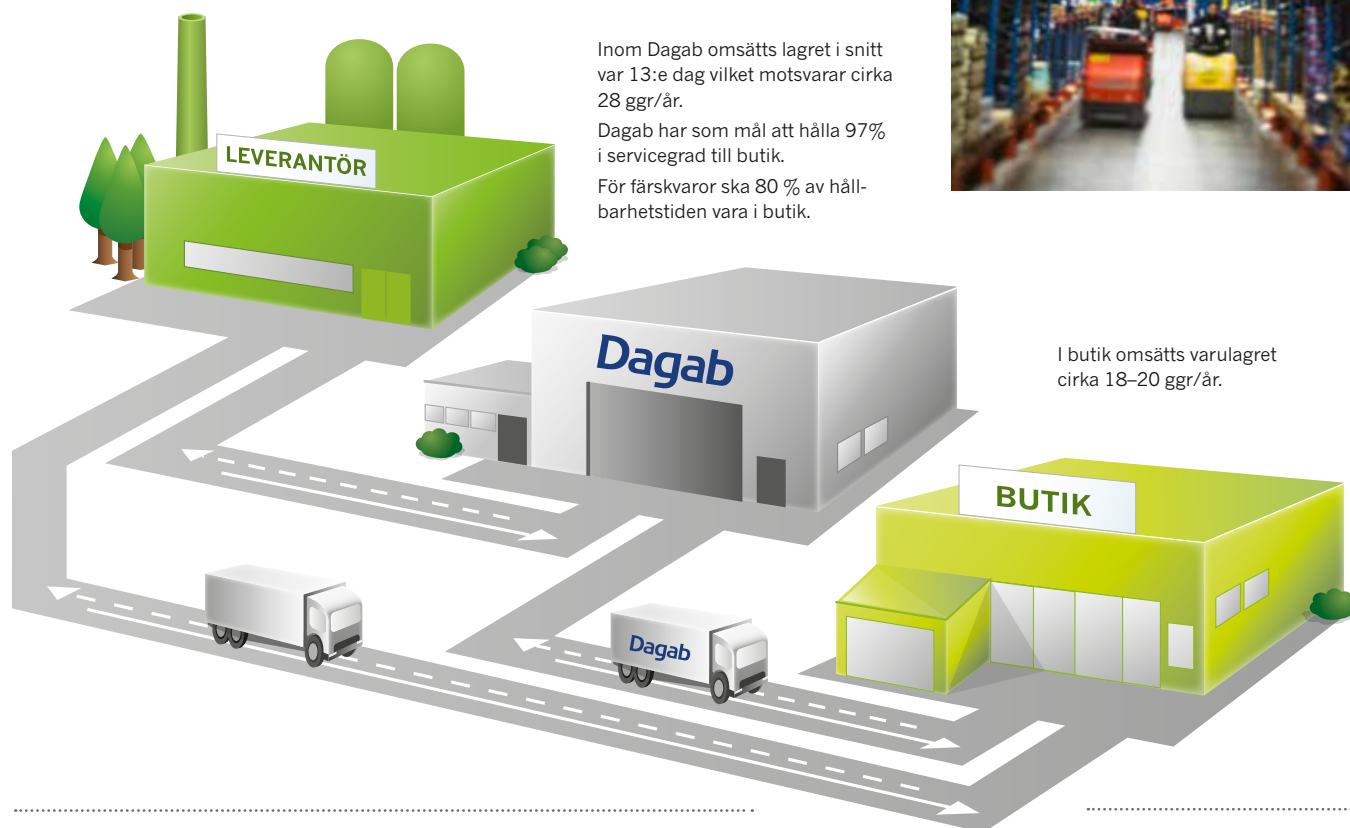 Inom Dagab omsätts lagret i snitt
var 13:e dag vilket motsvarar cirka
28 ggr/år.
Dagab har som mål att hålla 97%
i servicegrad till butik.
För färskvaror ska 80 % av håll-
barhetstiden vara i butik.
LEVERANTÖR
Dagab
I butik omsätts varulagret
cirka 18–20 ggr/år.
BUTIK
Dagab